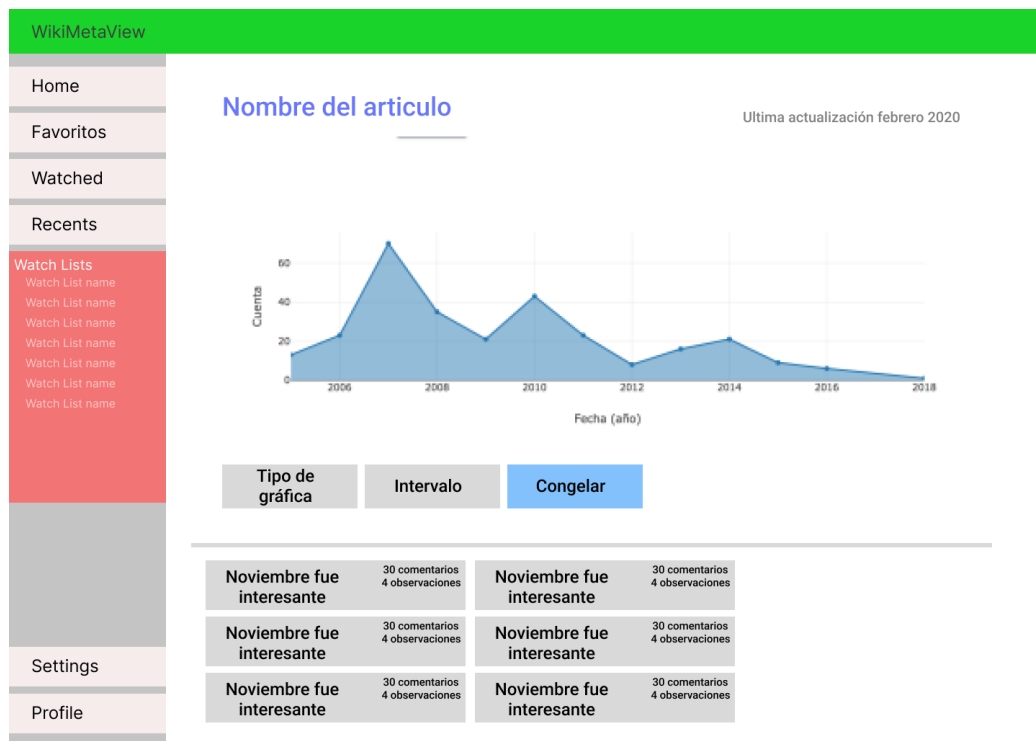 WikiMetaView
Home
Favoritos
Watched
Recents
Watch Lists
Watch List name
Watch List name
Watch List name
Watch List name
Watch List name
Watch List name
Watch List name
Settings
Profile
Nombre del articulo
Ultima actualización febrero 2020
60
40
20
0
Cuenta
2006
2008
2010
2012
2014
2016
2018
Fecha (año)
Tipo de
gráfica
Intervalo
Congelar
Noviembre fue
interesante
30 comentarios
4 observaciones
Noviembre fue
interesante
30 comentarios
4 observaciones
Noviembre fue
interesante
30 comentarios
4 observaciones
Noviembre fue
interesante
30 comentarios
4 observaciones
Noviembre fue
interesante
30 comentarios
4 observaciones
Noviembre fue
interesante
30 comentarios
4 observaciones